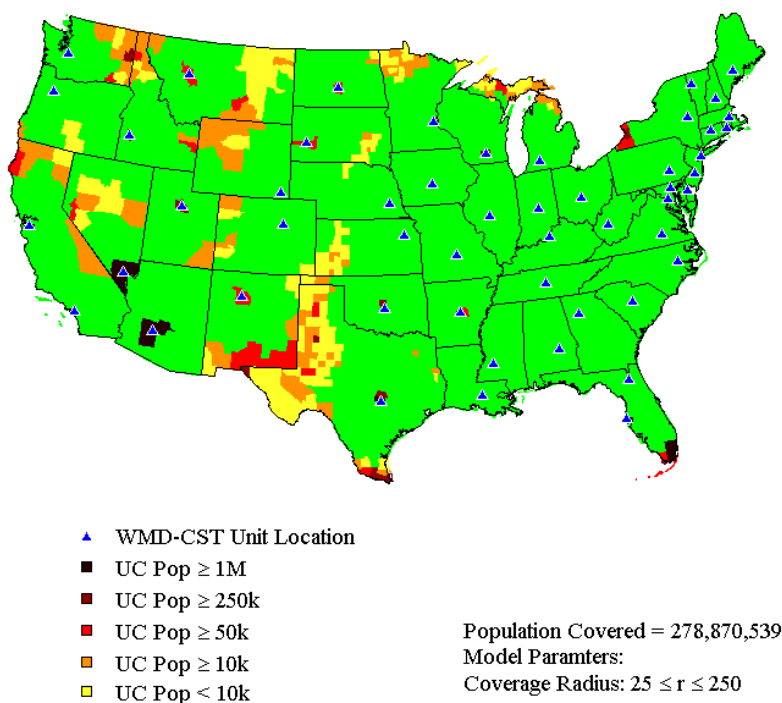 WMD-CST Unit Location
UC Pop ≥ 1M
UC Pop ≥ 250k
UC Pop ≥ 50k
UC Pop ≥ 10k
UC Pop < 10k
Population Covered = 278,870,539
Model Paramters:
Coverage Radius: 25 ≤ r ≤ 250